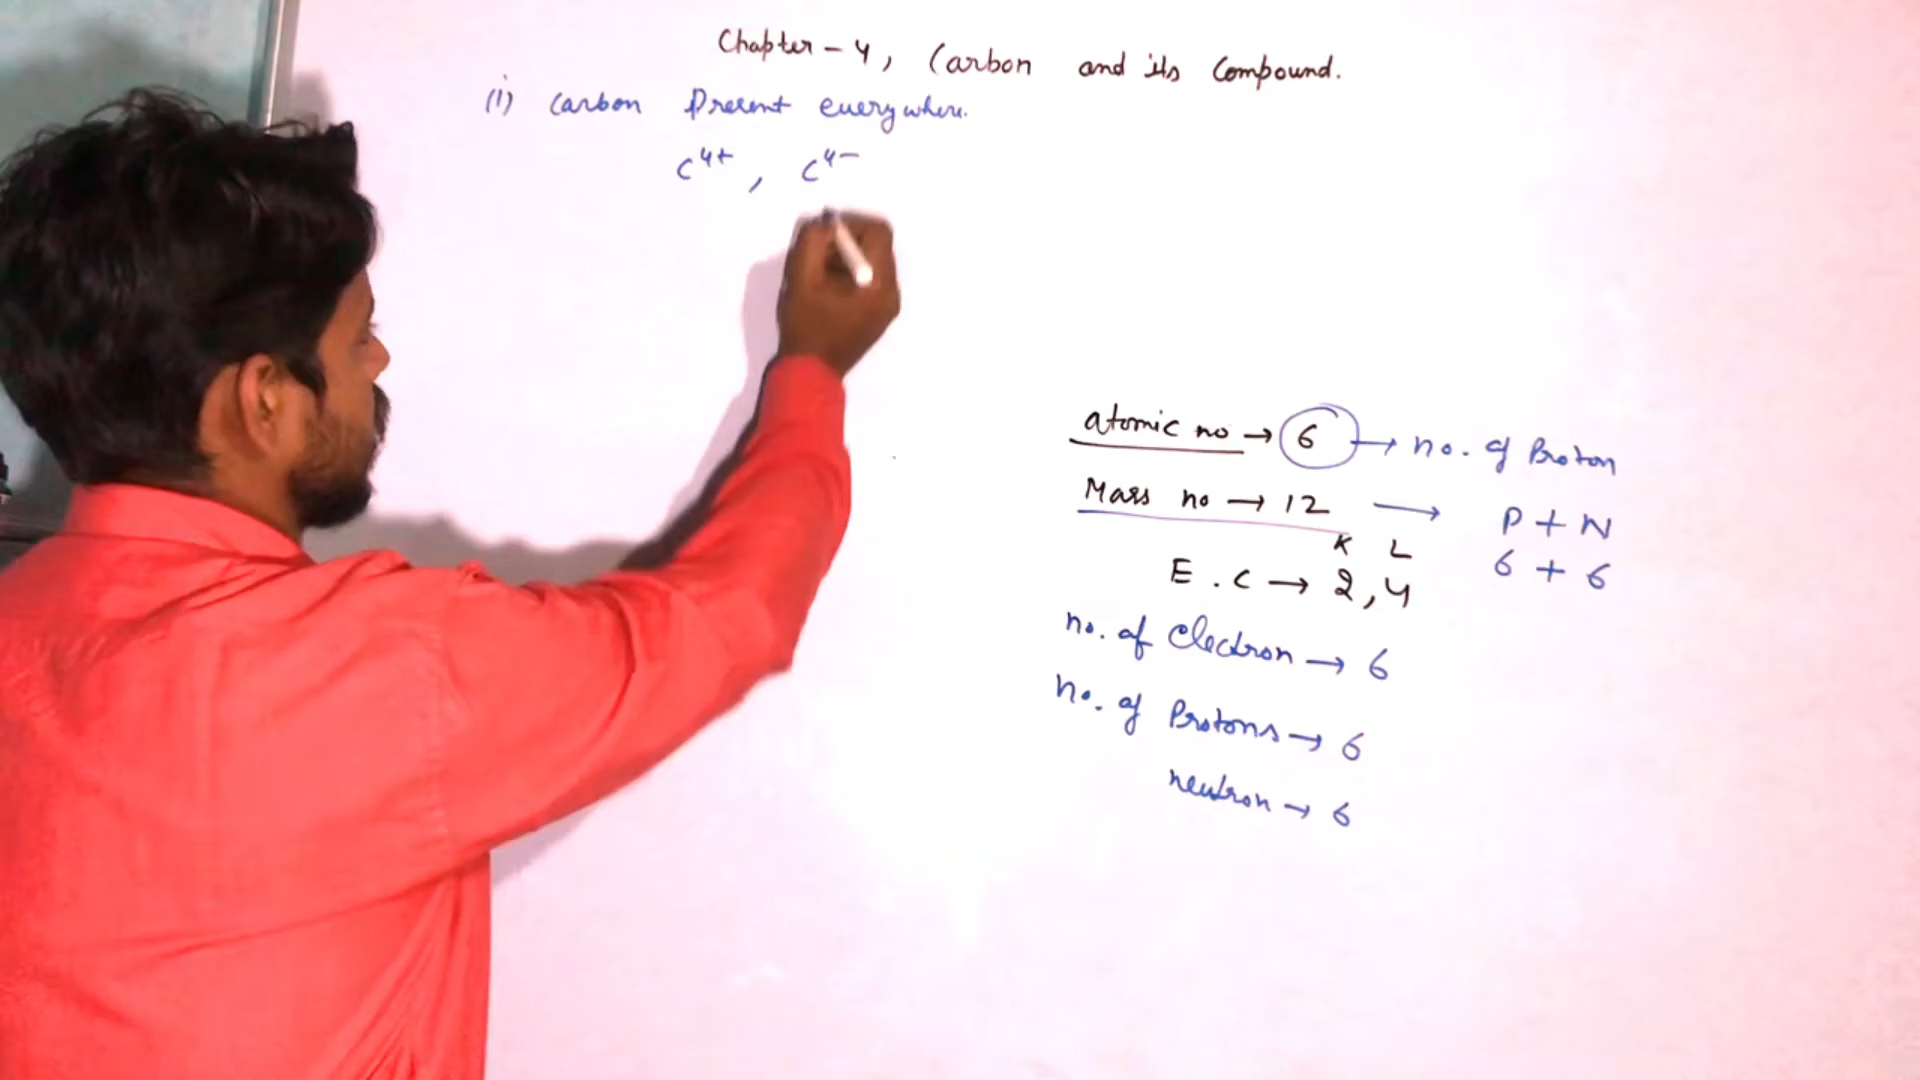 Chapter - 4, Carbon and its Compound.
(i) Carbon Present everywhere.
C⁴⁺, C⁴⁻
atomic no → 6 → no. of Proton
Mass no → 12 → P + N
6 + 6
K L
E.C → 2, 4
no. of Electron → 6
no. of Protons → 6
neutron → 6